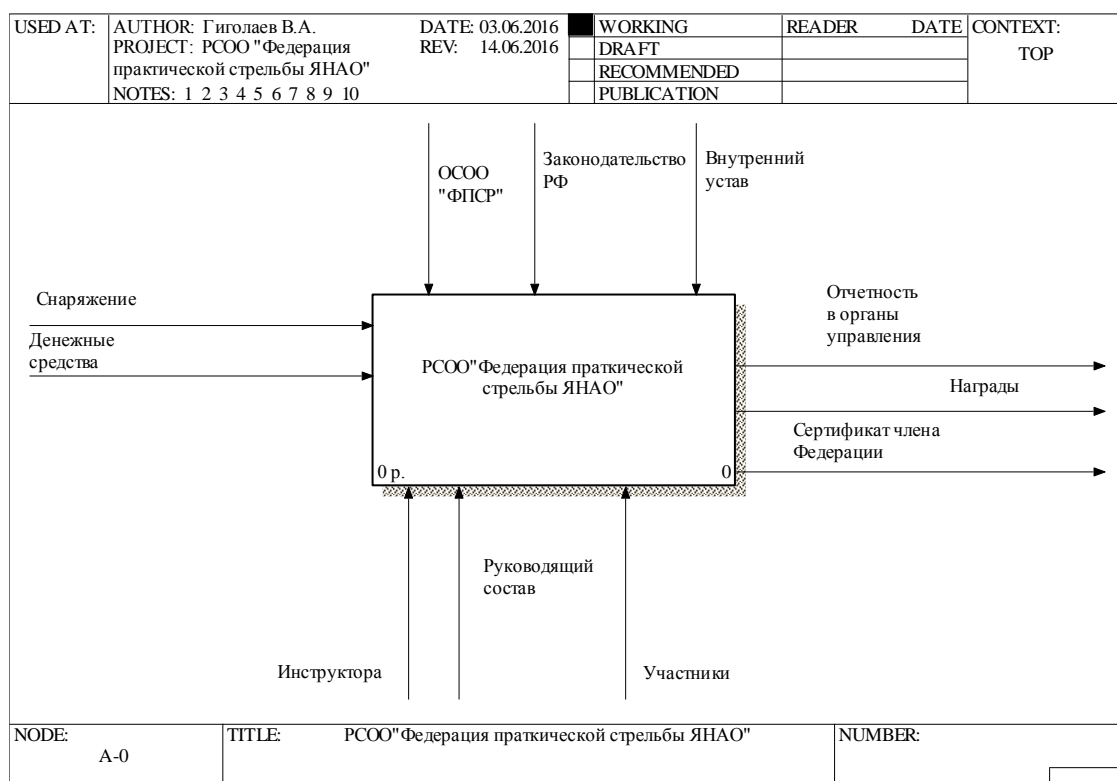 USED AT:
AUTHOR: Гиголаев В.А.
DATE: 03.06.2016
PROJECT: РСОО "Федерация
REV: 14.06.2016
практической стрельбы ЯНАО"
NOTES: 1 2 3 4 5 6 7 8 9 10
WORKING
DRAFT
RECOMMENDED
PUBLICATION
READER DATE
CONTEXT:
TOP
ОСОО
"ФПСР"
Законодательство
РФ
Внутренний
устав
Снаряжение
Денежные
средства
РСОО"Федерация праткической
стрельбы ЯНАО"
0 р.
0
Отчетность
в органы
управления
Награды
Сертификат члена
Федерации
Руководящий
состав
Инструктора
Участники
NODE:
A-0
TITLE:
РСОО"Федерация праткической стрельбы ЯНАО"
NUMBER: